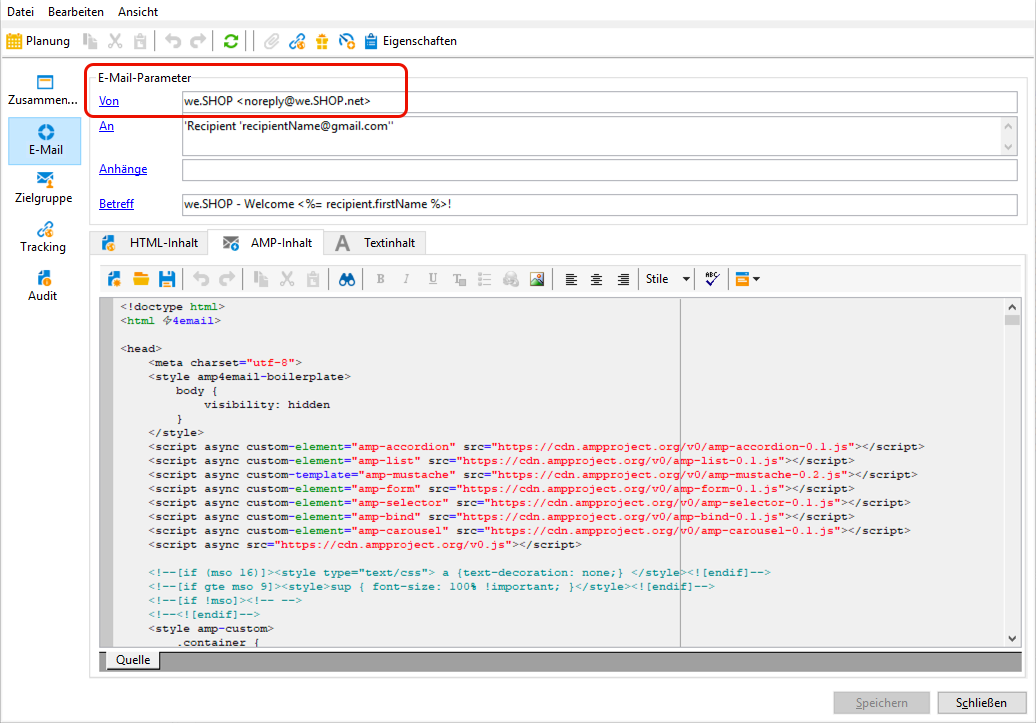 Datei Bearbeiten Ansicht
Planung Eigenschaften
Zusammen...
E-Mail
Zielgruppe
Tracking
Audit
E-Mail-Parameter
Von we.SHOP <noreply@we.SHOP.net>
An 'Recipient 'recipientName@gmail.com''
Anhänge
Betreff we.SHOP - Welcome <%= recipient.firstName %>!
HTML-Inhalt AMP-Inhalt A Textinhalt
B I U T Stile ABC
<!doctype html>
<html ⚡4email>
<head>
<meta charset="utf-8">
<style amp4email-boilerplate>
body {
visibility: hidden
}
</style>
<script async custom-element="amp-accordion" src="https://cdn.ampproject.org/v0/amp-accordion-0.1.js"></script>
<script async custom-element="amp-list" src="https://cdn.ampproject.org/v0/amp-list-0.1.js"></script>
<script async custom-template="amp-mustache" src="https://cdn.ampproject.org/v0/amp-mustache-0.2.js"></script>
<script async custom-element="amp-form" src="https://cdn.ampproject.org/v0/amp-form-0.1.js"></script>
<script async custom-element="amp-selector" src="https://cdn.ampproject.org/v0/amp-selector-0.1.js"></script>
<script async custom-element="amp-bind" src="https://cdn.ampproject.org/v0/amp-bind-0.1.js"></script>
<script async custom-element="amp-carousel" src="https://cdn.ampproject.org/v0/amp-carousel-0.1.js"></script>
<script async src="https://cdn.ampproject.org/v0.js"></script>
<!--[if (mso 16)]><style type="text/css"> a {text-decoration: none;} </style><![endif]-->
<!--[if gte mso 9]><style>sup { font-size: 100% !important; }</style><![endif]-->
<!--[if !mso]><!-- -->
<!--<![endif]-->
<style amp-custom>
.container {
Quelle
Speichern Schließen